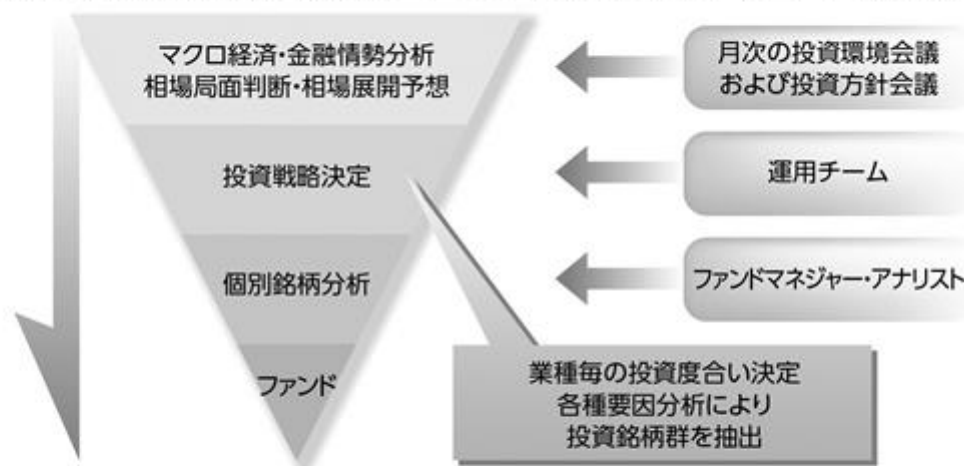 マクロ経済・金融情勢分析
相場局面判断・相場展開予想
月次の投資環境会議
および投資方針会議
投資戦略決定
運用チーム
個別銘柄分析
ファンドマネジャー・アナリスト
ファンド
業種毎の投資度合い決定
各種要因分析により
投資銘柄群を抽出